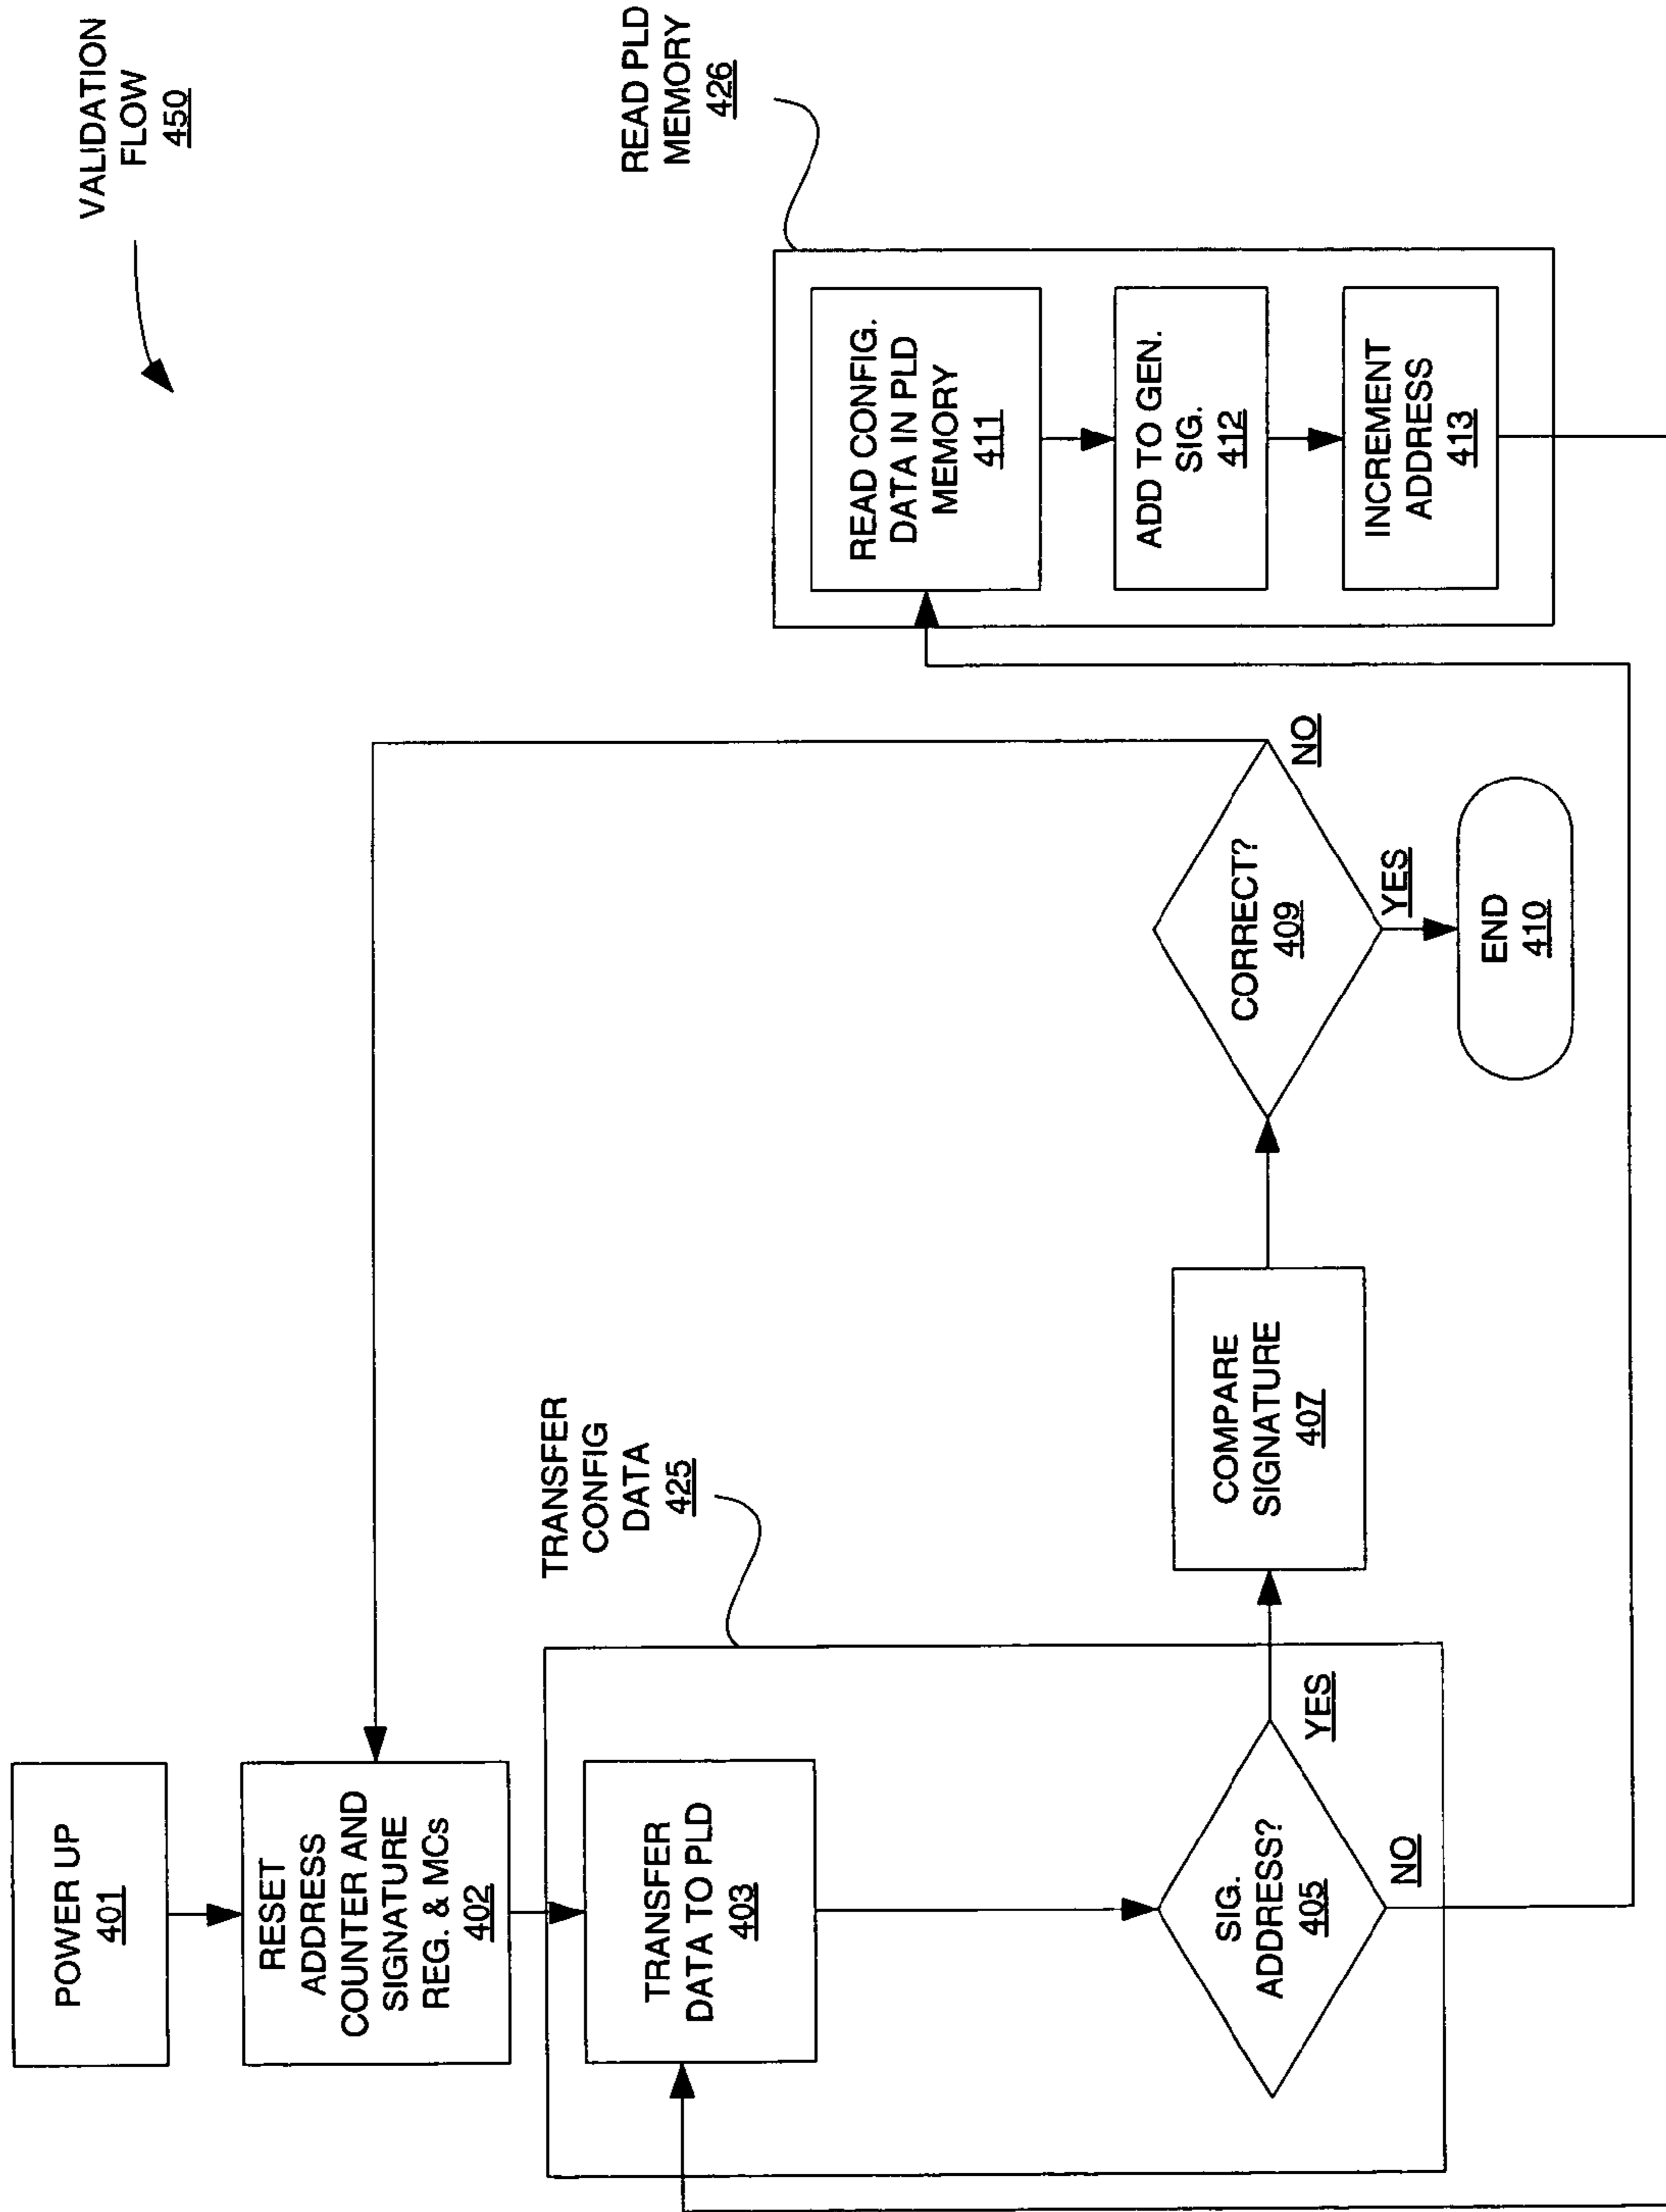 VALIDATION
FLOW
450
POWER UP
401
RESET
ADDRESS
COUNTER AND
SIGNATURE
REG. & MCs
402
TRANSFER
CONFIG
DATA
425
TRANSFER
DATA TO PLD
403
SIG.
ADDRESS?
405
YES
NO
COMPARE
SIGNATURE
407
CORRECT?
409
NO
YES
END
410
READ PLD
MEMORY
426
READ CONFIG.
DATA IN PLD
MEMORY
411
ADD TO GEN.
SIG.
412
INCREMENT
ADDRESS
413